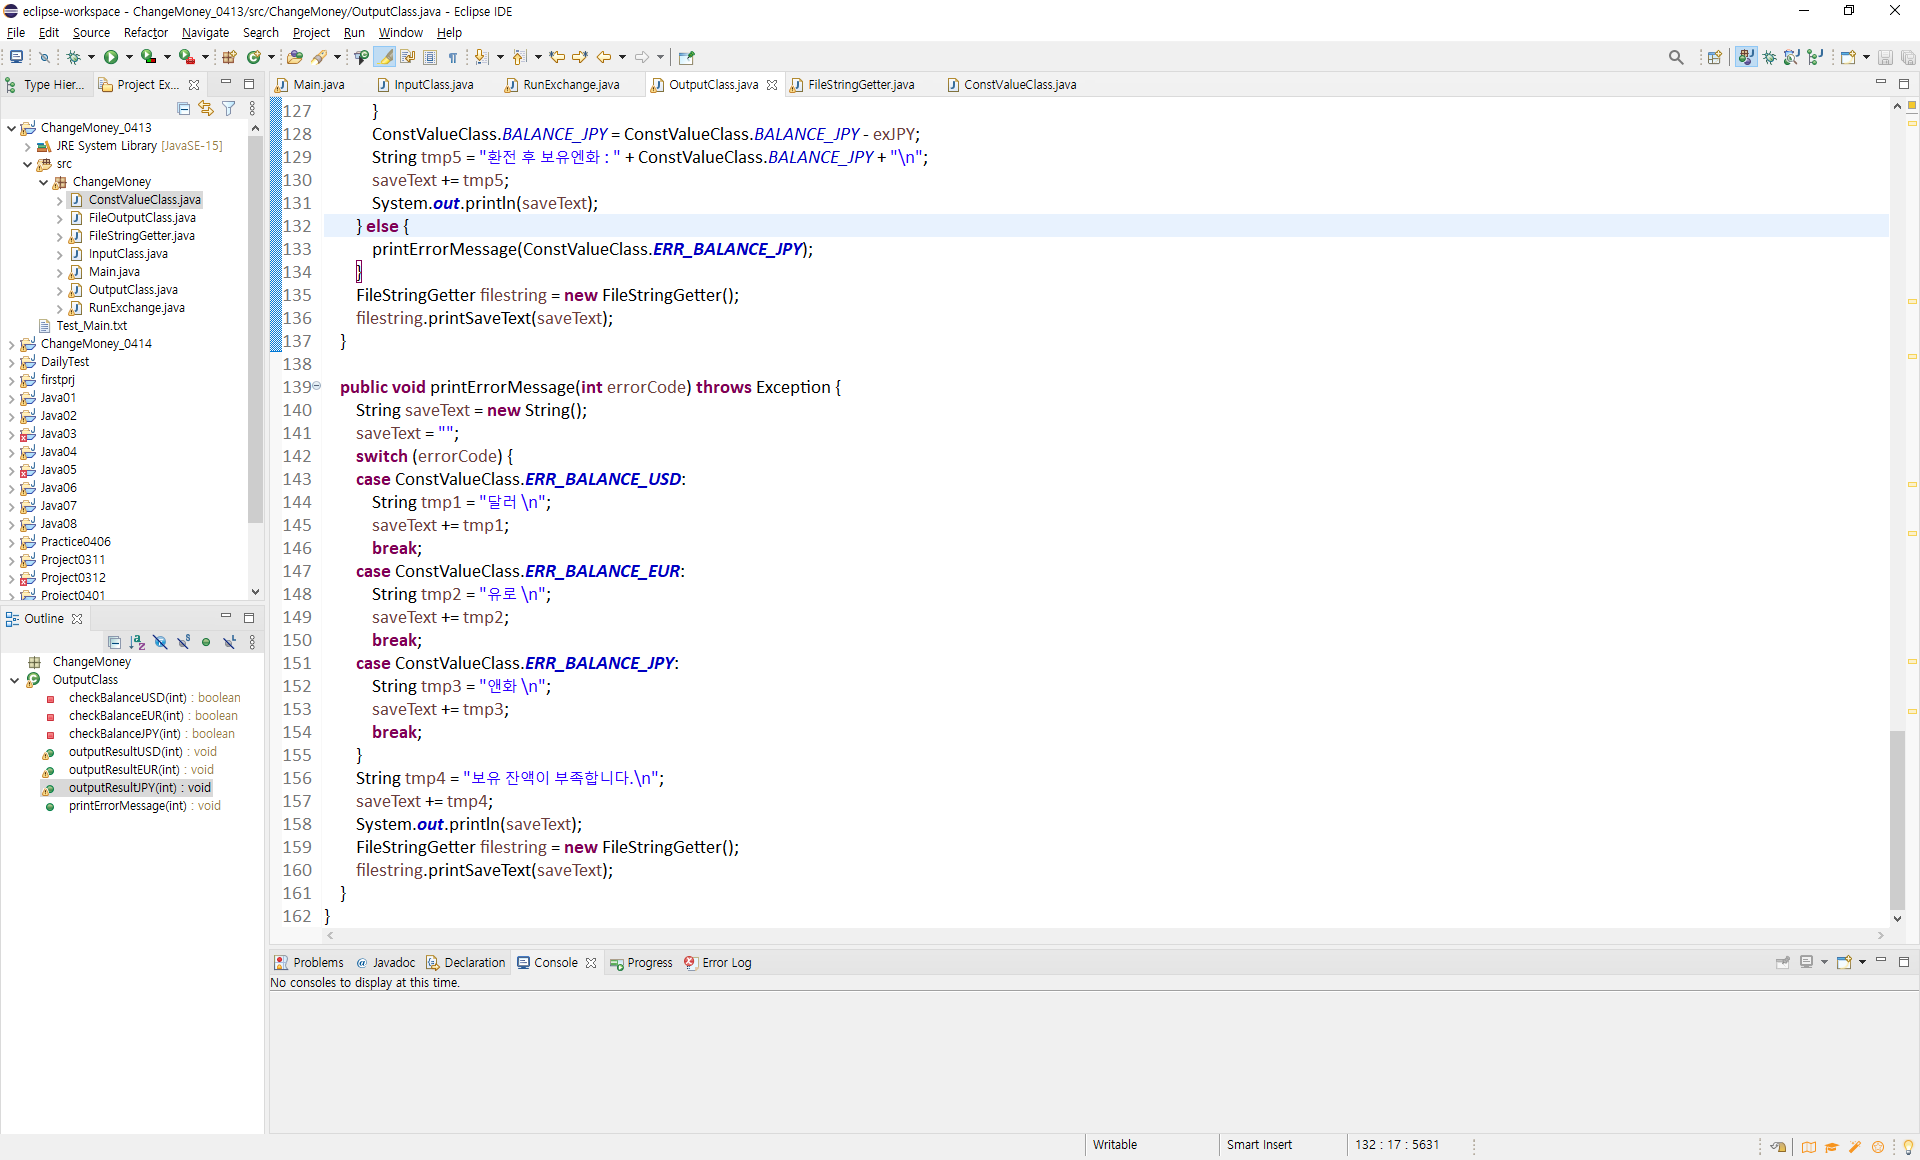 eclipse-workspace - ChangeMoney_0413/src/ChangeMoney/OutputClass.java - Eclipse IDE
File Edit Source Refactor Navigate Search Project Run Window Help
Type Hier... Project Ex...
Main.java InputClass.java RunExchange.java OutputClass.java FileStringGetter.java ConstValueClass.java
ChangeMoney_0413
JRE System Library [JavaSE-15]
src
ChangeMoney
ConstValueClass.java
FileOutputClass.java
FileStringGetter.java
InputClass.java
Main.java
OutputClass.java
RunExchange.java
Test_Main.txt
ChangeMoney_0414
DailyTest
firstprj
Java01
Java02
Java03
Java04
Java05
Java06
Java07
Java08
Practice0406
Project0311
Project0312
Project0401
Outline
ChangeMoney
OutputClass
checkBalanceUSD(int) : boolean
checkBalanceEUR(int) : boolean
checkBalanceJPY(int) : boolean
outputResultUSD(int) : void
outputResultEUR(int) : void
outputResultJPY(int) : void
printErrorMessage(int) : void
127 }
128 ConstValueClass.BALANCE_JPY = ConstValueClass.BALANCE_JPY - exJPY;
129 String tmp5 = "환전 후 보유엔화 : " + ConstValueClass.BALANCE_JPY + "\n";
130 saveText += tmp5;
131 System.out.println(saveText);
132 } else {
133 printErrorMessage(ConstValueClass.ERR_BALANCE_JPY);
134 }
135 FileStringGetter filestring = new FileStringGetter();
136 filestring.printSaveText(saveText);
137 }
138
139 public void printErrorMessage(int errorCode) throws Exception {
140 String saveText = new String();
141 saveText = "";
142 switch (errorCode) {
143 case ConstValueClass.ERR_BALANCE_USD:
144 String tmp1 = "달러 \n";
145 saveText += tmp1;
146 break;
147 case ConstValueClass.ERR_BALANCE_EUR:
148 String tmp2 = "유로 \n";
149 saveText += tmp2;
150 break;
151 case ConstValueClass.ERR_BALANCE_JPY:
152 String tmp3 = "앤화 \n";
153 saveText += tmp3;
154 break;
155 }
156 String tmp4 = "보유 잔액이 부족합니다.\n";
157 saveText += tmp4;
158 System.out.println(saveText);
159 FileStringGetter filestring = new FileStringGetter();
160 filestring.printSaveText(saveText);
161 }
162 }
Problems Javadoc Declaration Console Progress Error Log
No consoles to display at this time.
Writable Smart Insert 132 : 17 : 5631